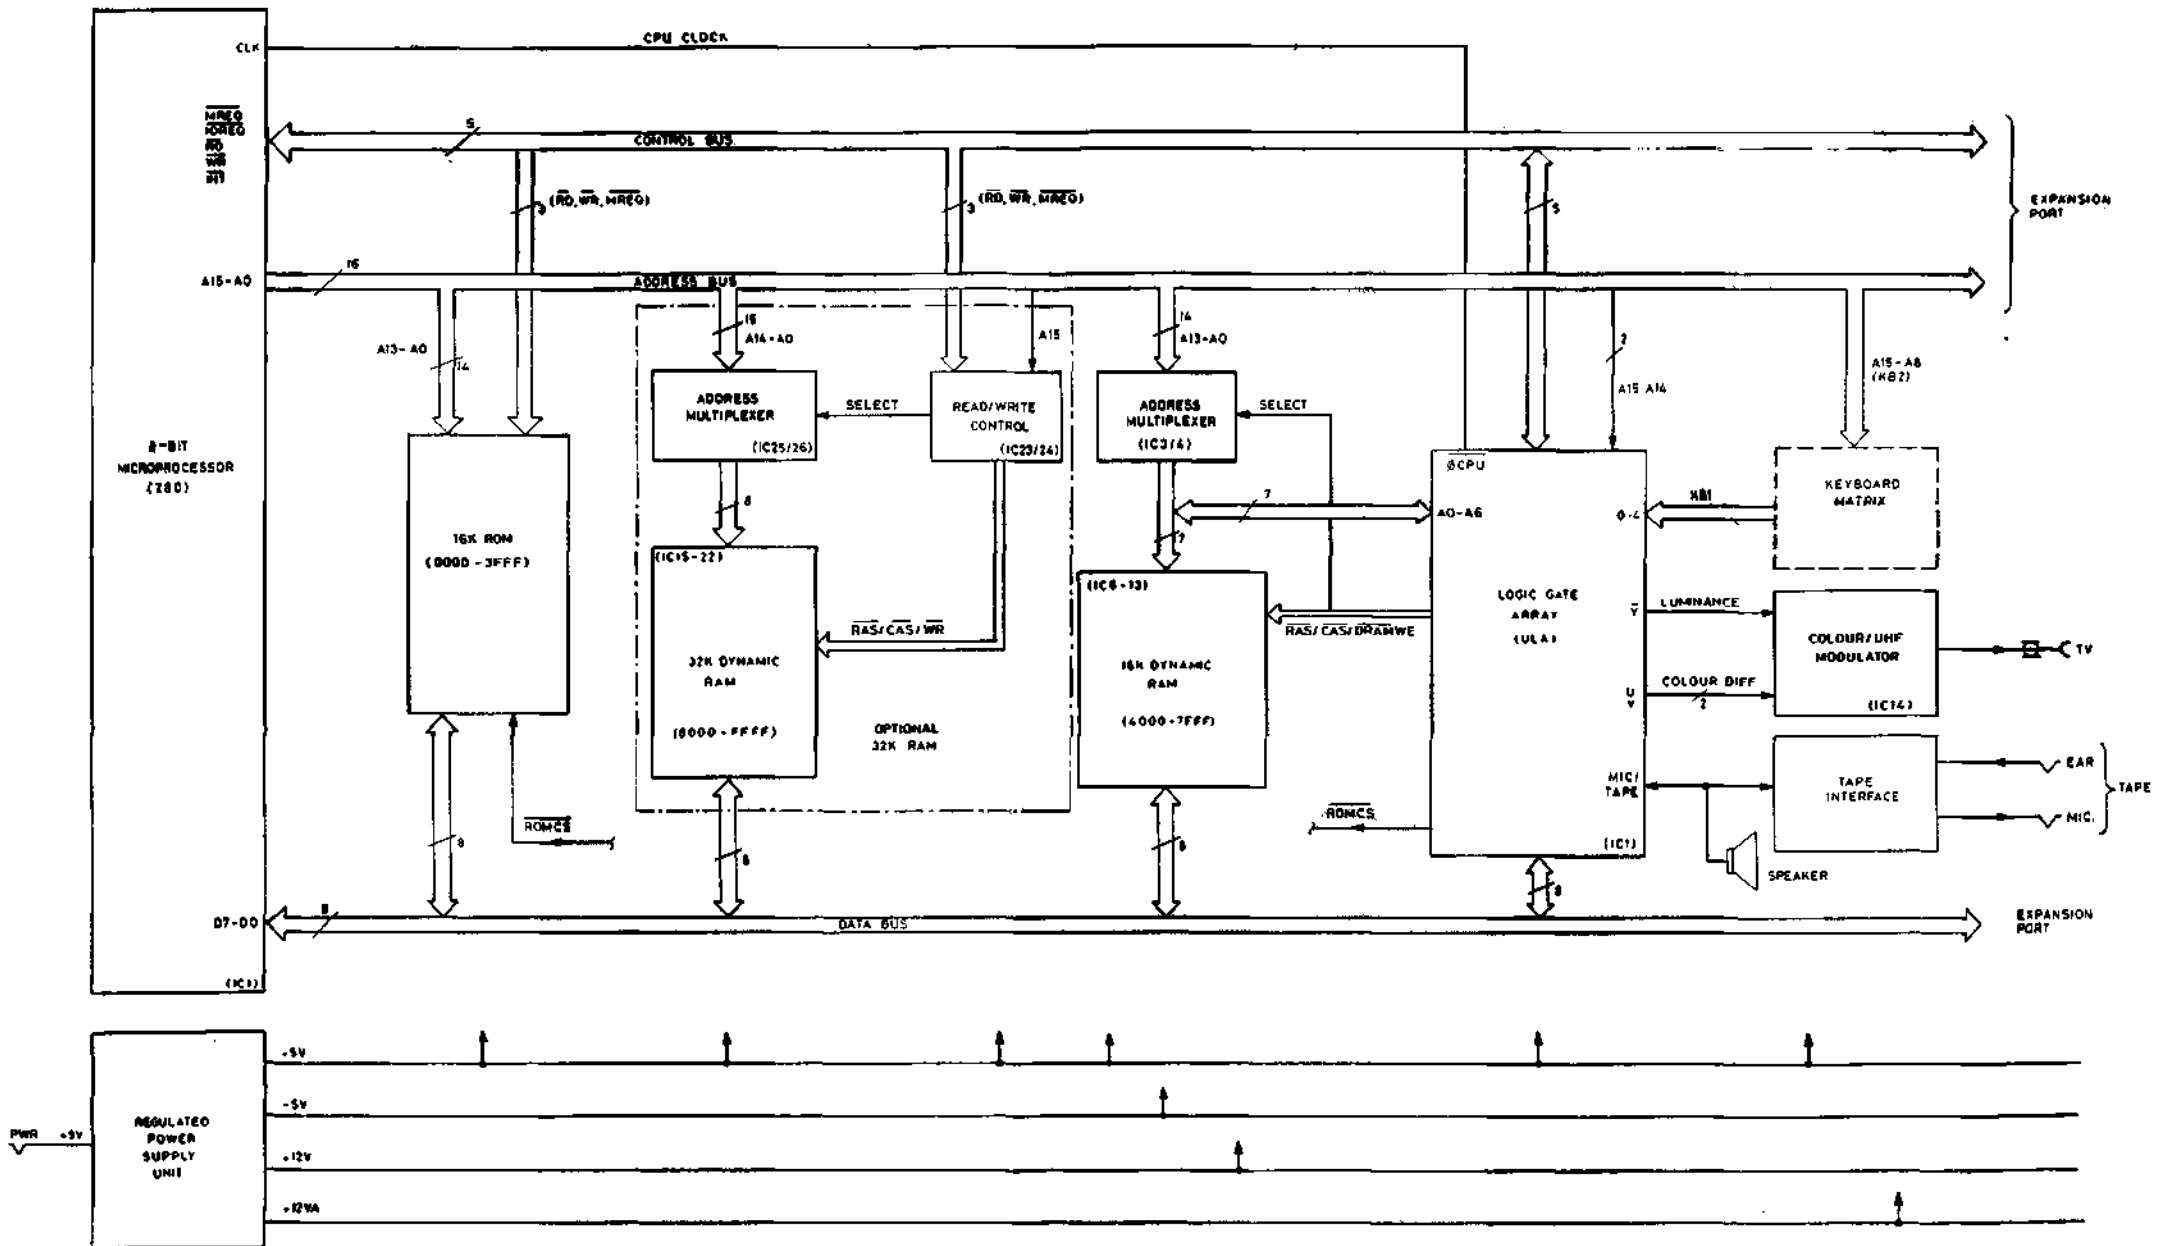 CLK
CPU CLOCK
MREQ
IOREQ
RD
WR
INT
5
CONTROL BUS
3
(RD, WR, MREQ)
3
(RD, WR, MREQ)
5
EXPANSION
PORT
A15-A0
16
ADDRESS BUS
A13-A0
14
15
A14-A0
A15
14
A13-A0
2
A15 A14
A15-A8
(KB2)
8-BIT
MICROPROCESSOR
(Z80)
(IC1)
16K ROM
(0000-3FFF)
ADDRESS
MULTIPLEXER
(IC25/26)
SELECT
READ/WRITE
CONTROL
(IC23/24)
ADDRESS
MULTIPLEXER
(IC3/4)
SELECT
8
7
7
(IC15-22)
32K DYNAMIC
RAM
(8000-FFFF)
RAS/CAS/WR
OPTIONAL
32K RAM
(IC6-13)
16K DYNAMIC
RAM
(4000-7FFF)
RAS/CAS/DRAMWE
ØCPU
A0-A6
0-4
LOGIC GATE
ARRAY
(ULA)
Y
U
V
MIC/
TAPE
(IC1)
KB1
KEYBOARD
MATRIX
LUMINANCE
COLOUR DIFF
2
COLOUR/UHF
MODULATOR
(IC14)
TV
TAPE
INTERFACE
EAR
MIC.
TAPE
SPEAKER
ROMCS
ROMCS
8
8
8
8
D7-D0
8
DATA BUS
EXPANSION
PORT
PWR +9V
REGULATED
POWER
SUPPLY
UNIT
+5V
-5V
+12V
+12VA